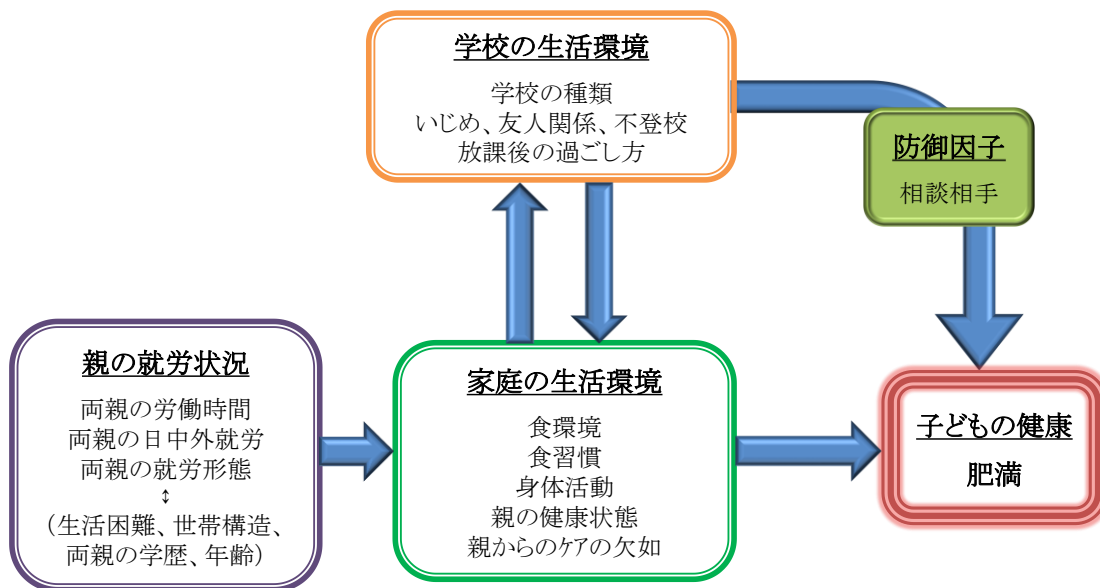 学校の生活環境
学校の種類
いじめ、友人関係、不登校
放課後の過ごし方
防御因子
相談相手
親の就労状況
両親の労働時間
両親の日中外就労
両親の就労形態
↕
(生活困難、世帯構造、
両親の学歴、年齢)
家庭の生活環境
食環境
食習慣
身体活動
親の健康状態
親からのｹｱの欠如
子どもの健康
肥満